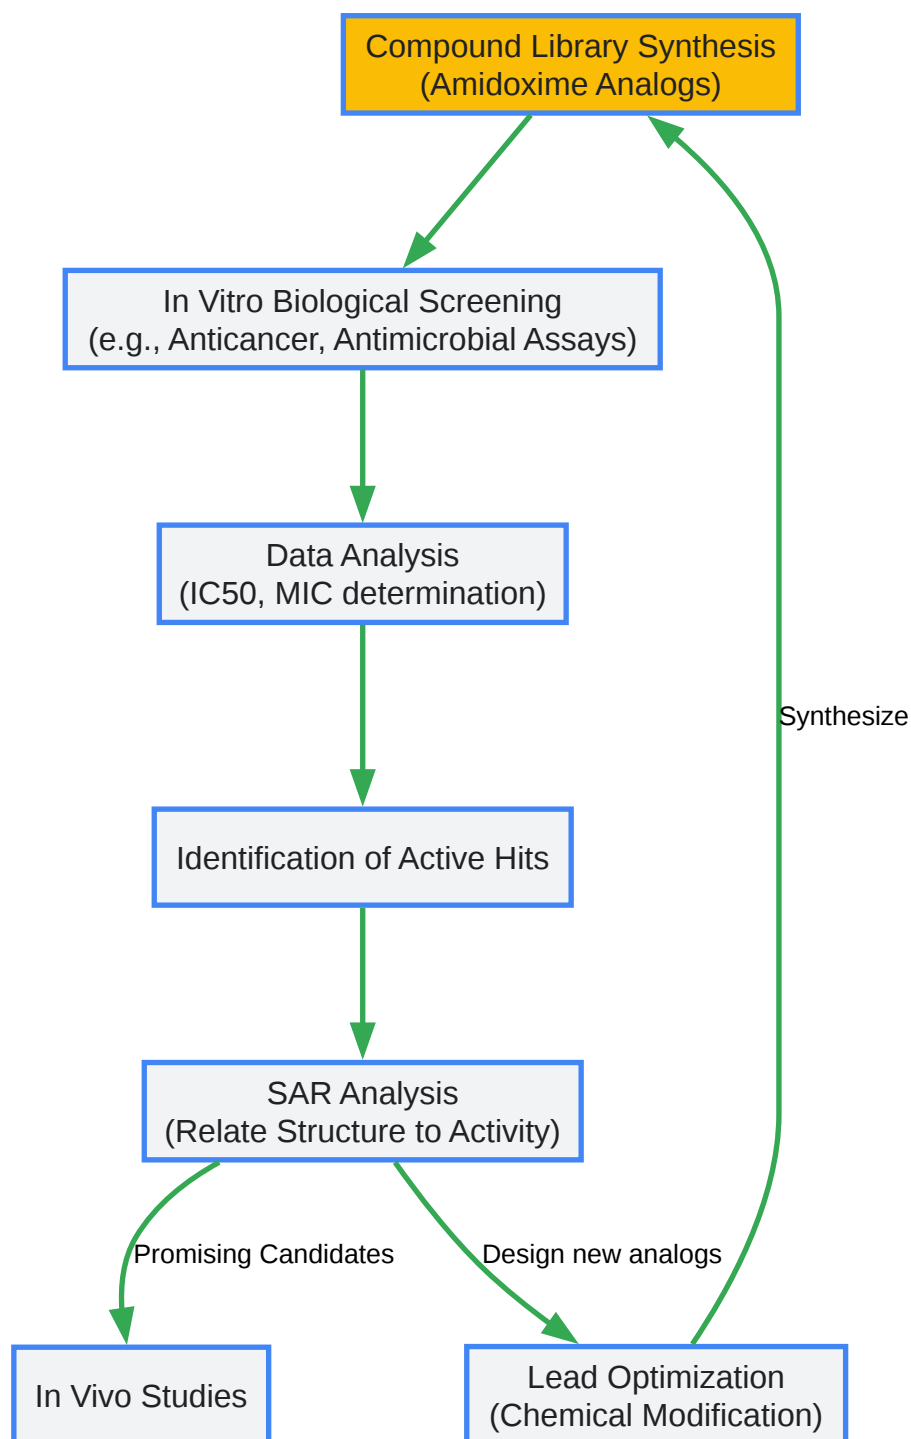 Compound Library Synthesis
(Amidoxime Analogs)
In Vitro Biological Screening
(e.g., Anticancer, Antimicrobial Assays)
Data Analysis
(IC50, MIC determination)
Synthesize
Identification of Active Hits
SAR Analysis
(Relate Structure to Activity)
Promising Candidates
Design new analogs
In Vivo Studies
Lead Optimization
(Chemical Modification)